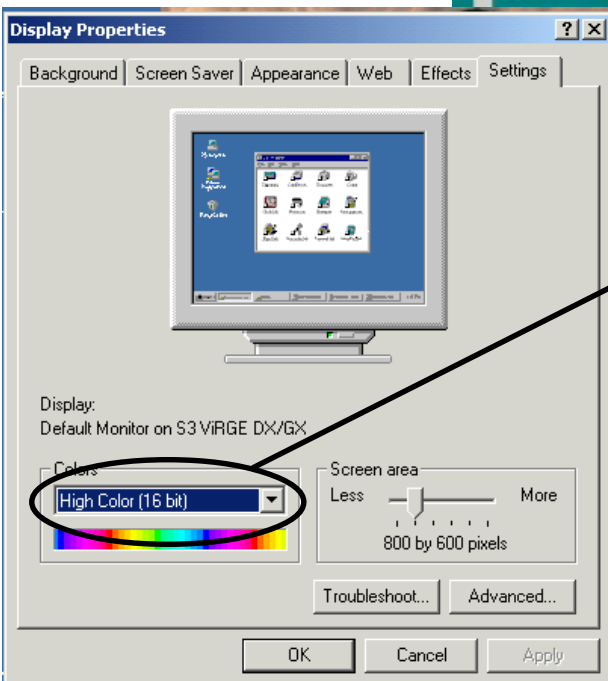 Display Properties
Background Screen Saver Appearance Web Effects Settings
Display:
Default Monitor on S3 ViRGE DX/GX
Colors
High Color (16 bit)
Screen area
Less More
800 by 600 pixels
Troubleshoot... Advanced...
OK Cancel Apply